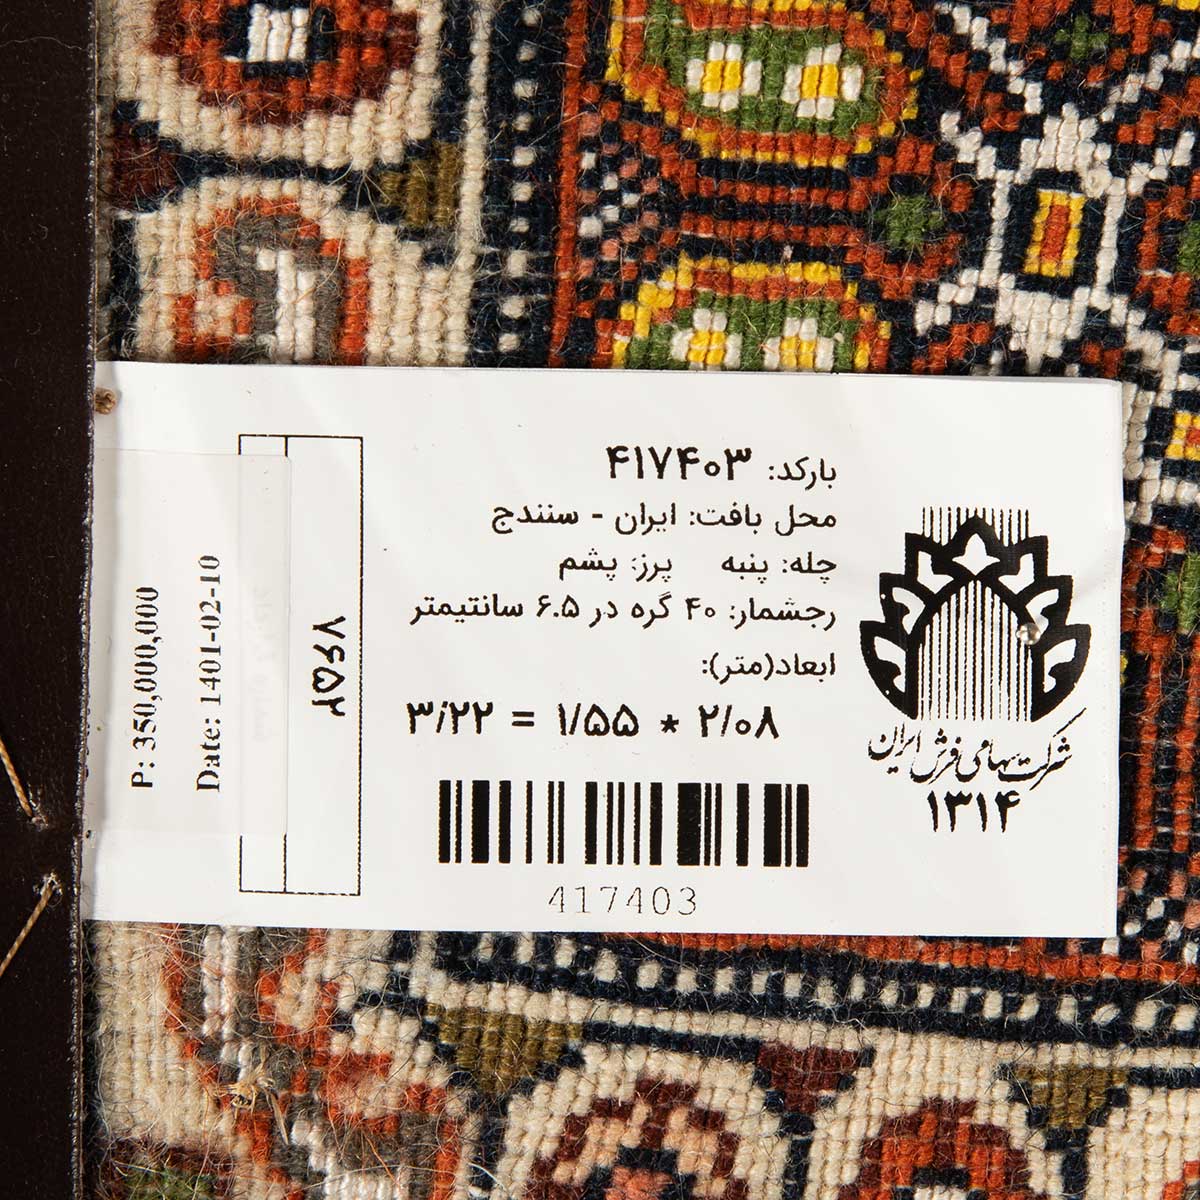 بارکد: ۴۱۷۴۰۳
محل بافت: ایران - سنندج
چله: پنبه پرز: پشم
رجشمار: ۴۰ گره در ۶.۵ سانتیمتر
ابعاد(متر):
۳/۲۲ = ۱/۵۵ * ۲/۰۸
417403
شرکت سهامی فرش ایران
۱۳۱۴
۷۶۵۲
Date: 1401-02-10
P: 350,000,000